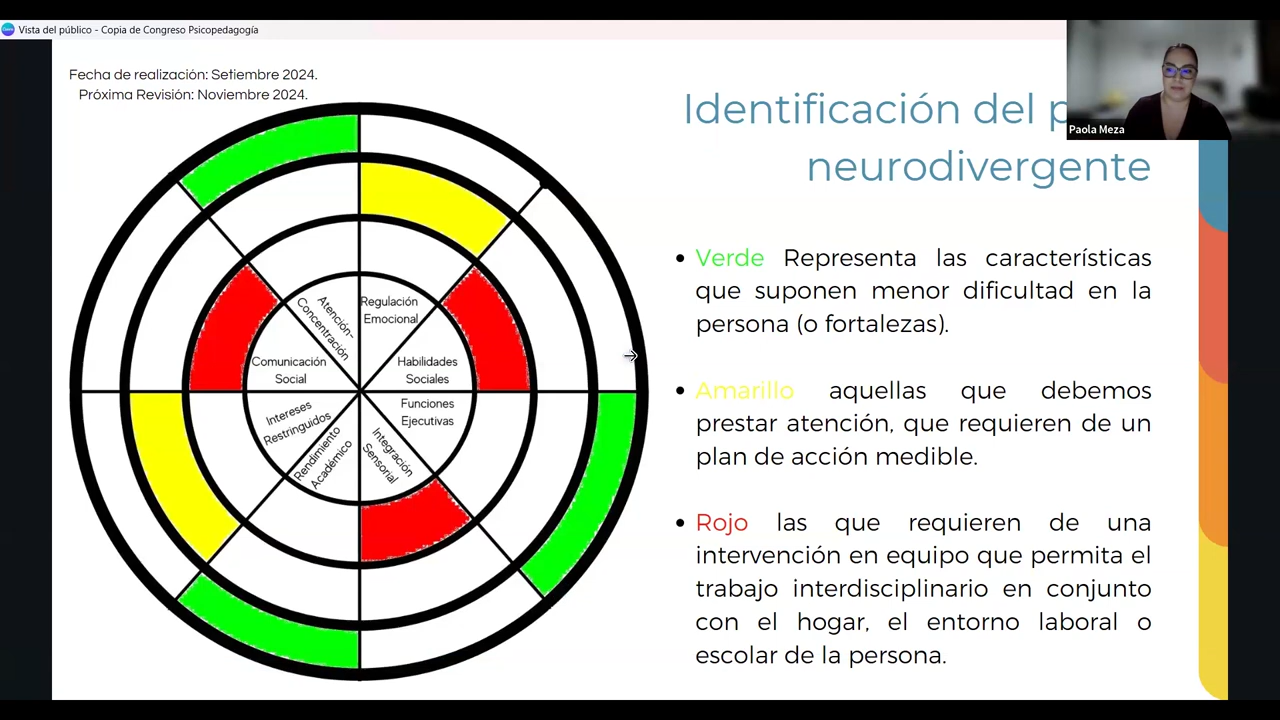 Vista del público - Copia de Congreso Psicopedagogía
Fecha de realización: Setiembre 2024.
Próxima Revisión: Noviembre 2024.
Identificación del
neurodivergente
Paola Meza
Atención-
Concentración
Regulación
Emocional
Comunicación
Social
Habilidades
Sociales
Intereses
Restringuidos
Funciones
Ejecutivas
Rendimiento
Académico
Integración
Sensorial
• Verde Representa las características
que suponen menor dificultad en la
persona (o fortalezas).
• Amarillo aquellas que debemos
prestar atención, que requieren de un
plan de acción medible.
• Rojo las que requieren de una
intervención en equipo que permita el
trabajo interdisciplinario en conjunto
con el hogar, el entorno laboral o
escolar de la persona.